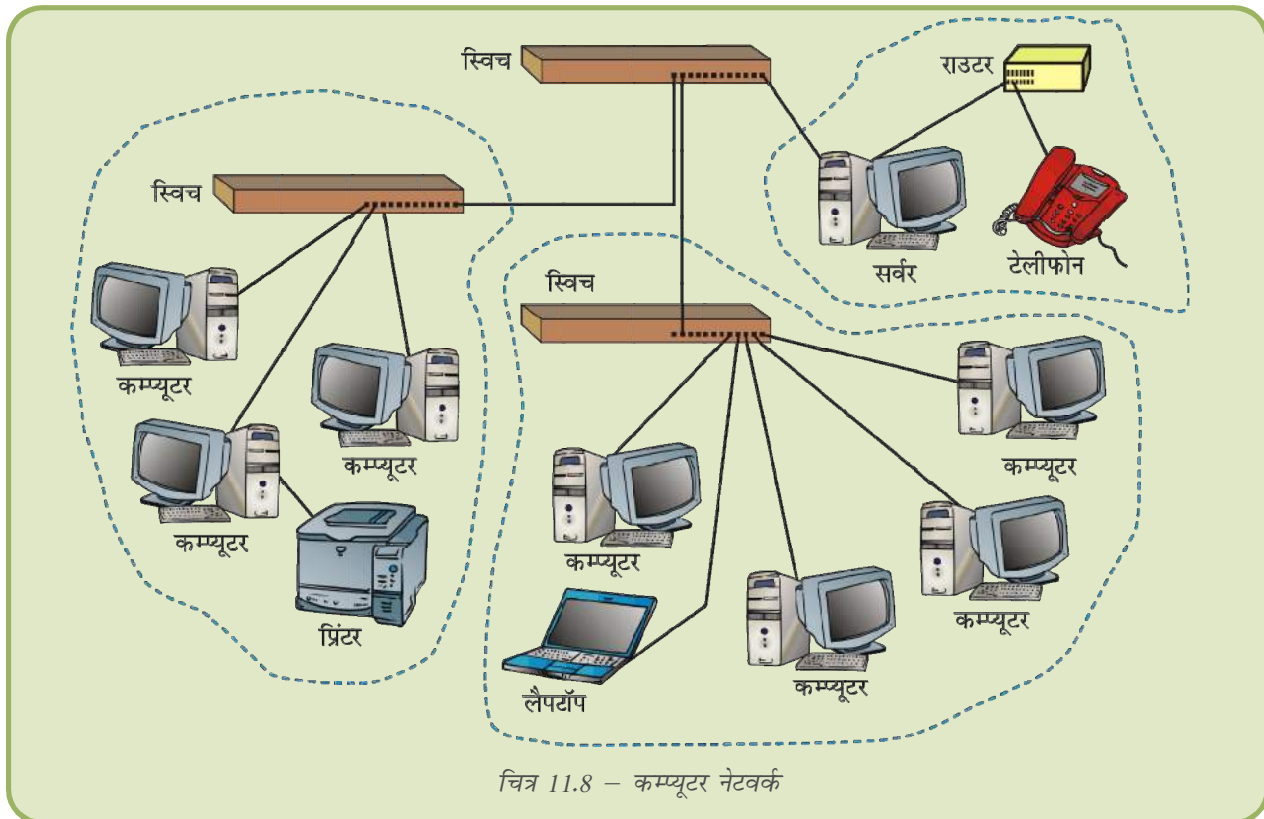 स्विच
राउटर
स्विच
सर्वर
टेलीफोन
स्विच
कम्प्यूटर
कम्प्यूटर
कम्प्यूटर
कम्प्यूटर
कम्प्यूटर
प्रिंटर
कम्प्यूटर
लैपटॉप
कम्प्यूटर
चित्र 11.8 – कम्प्यूटर नेटवर्क